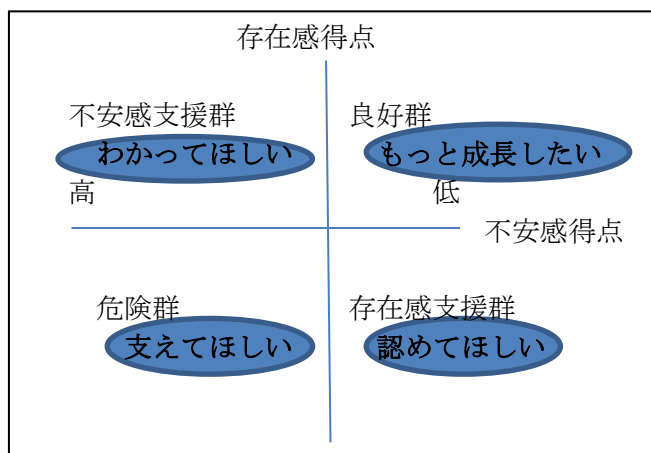 存在感得点
不安感支援群
良好群
わかってほしい
もっと成長したい
高
低
不安感得点
危険群
存在感支援群
支えてほしい
認めてほしい